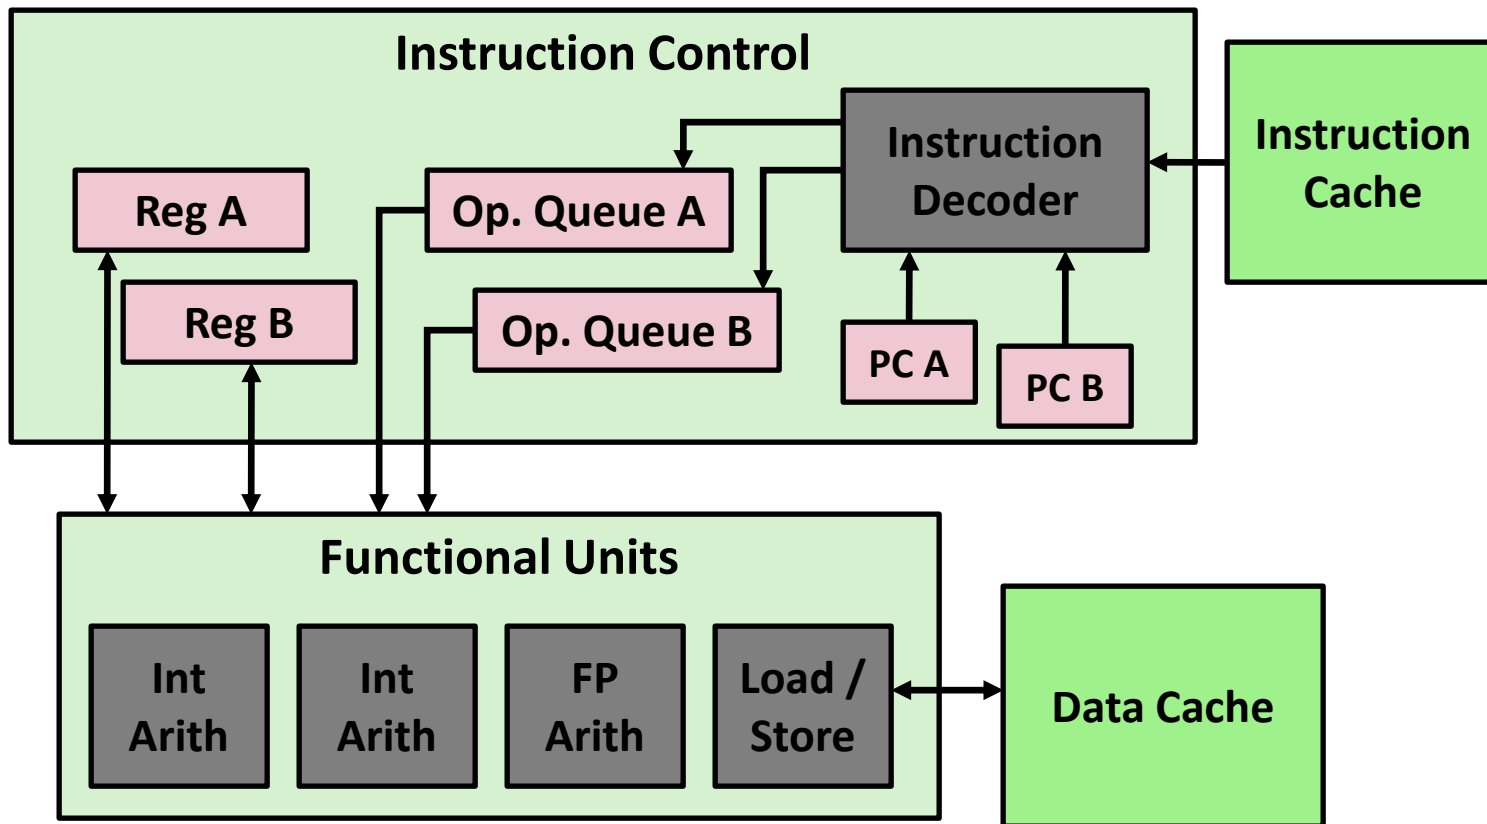 Instruction Control
Instruction
Decoder
Instruction
Cache
Reg A
Op. Queue A
Reg B
Op. Queue B
PC A
PC B
Functional Units
Int
Arith
Int
Arith
FP
Arith
Load /
Store
Data Cache